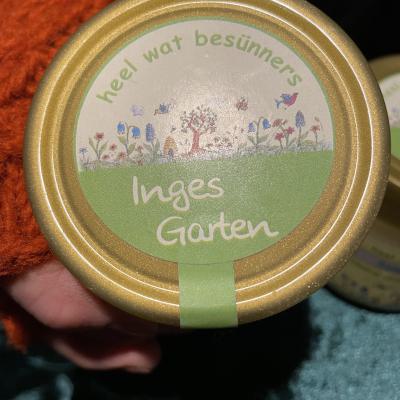 heel wat besünners
Inges
Garten